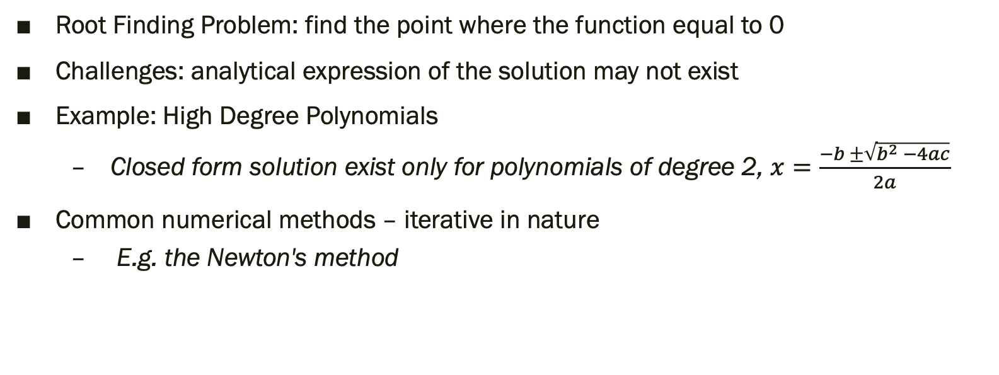 ■ Root Finding Problem: find the point where the function equal to 0
■ Challenges: analytical expression of the solution may not exist
■ Example: High Degree Polynomials
– Closed form solution exist only for polynomials of degree 2, x = \frac{-b \pm \sqrt{b^2 - 4ac}}{2a}
■ Common numerical methods – iterative in nature
– E.g. the Newton's method